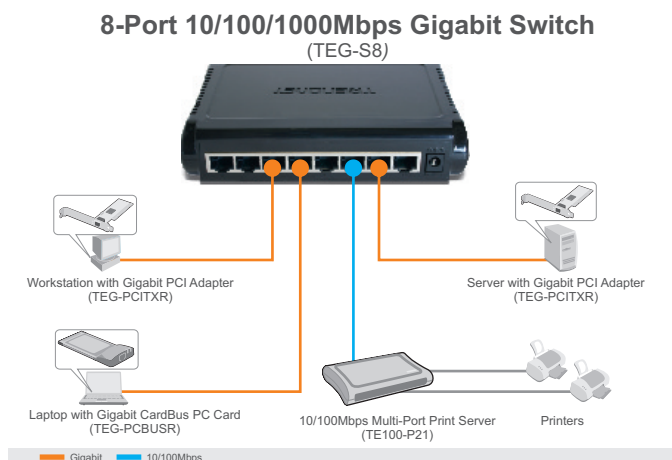 8-Port 10/100/1000Mbps Gigabit Switch
(TEG-S8)
TRENDNET
Workstation with Gigabit PCI Adapter
(TEG-PCITXR)
Server with Gigabit PCI Adapter
(TEG-PCITXR)
Laptop with Gigabit CardBus PC Card
(TEG-PCBUSR)
10/100Mbps Multi-Port Print Server
(TE100-P21)
Printers
Gigabit
10/100Mbps